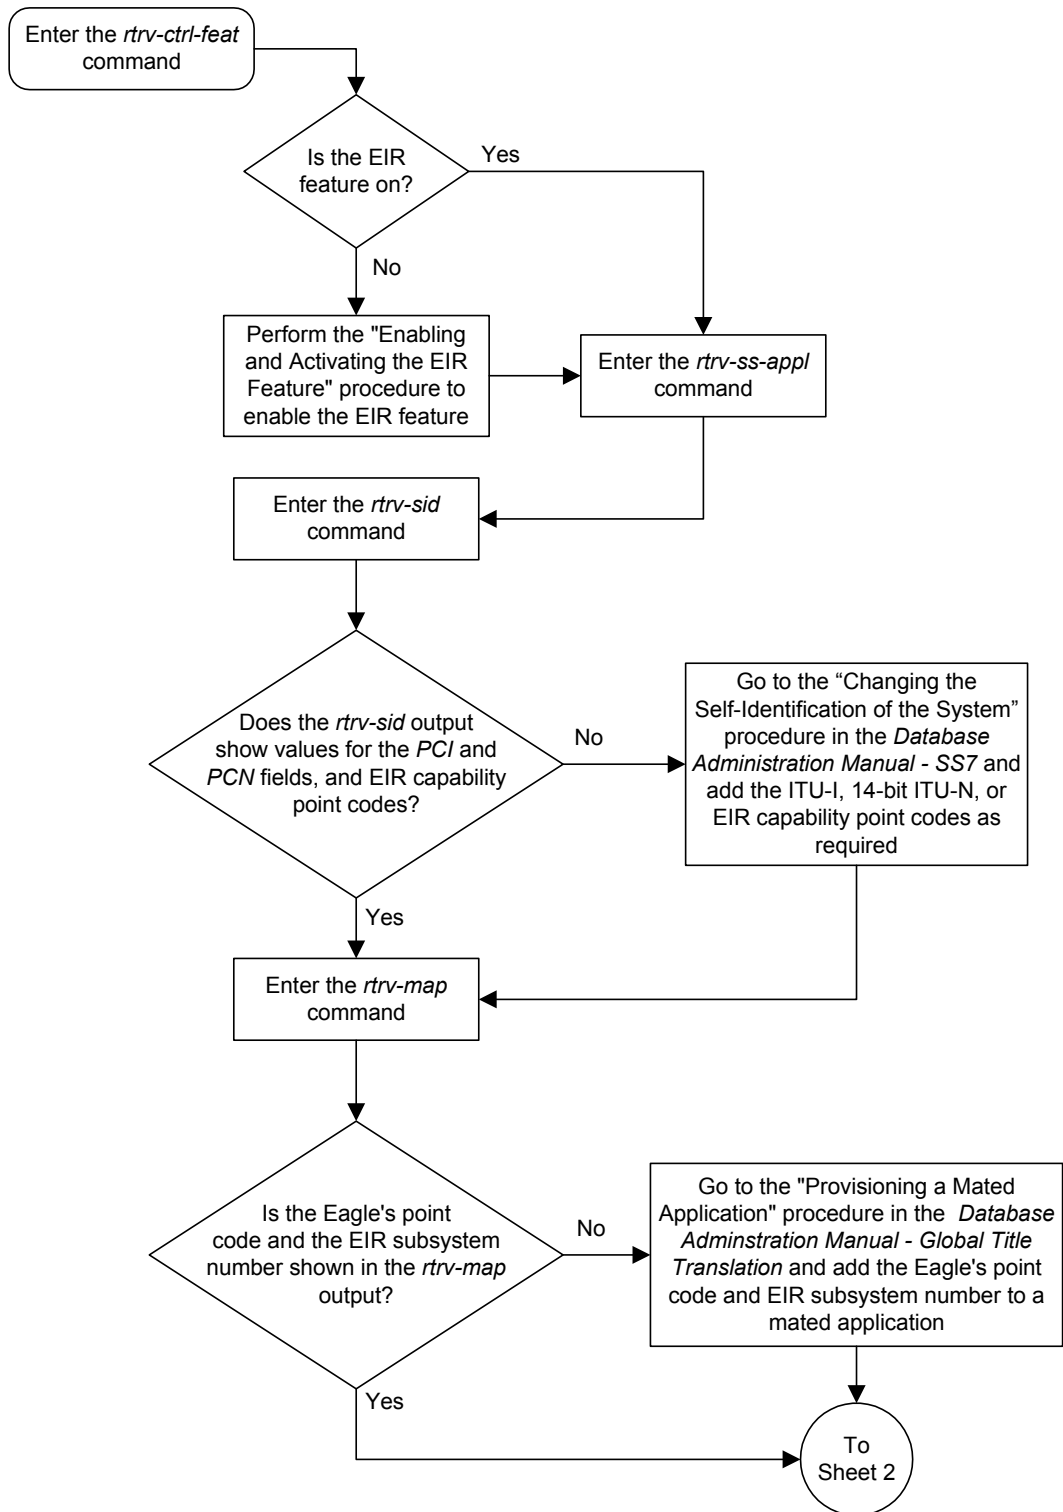 Enter the rtrv-ctrl-feat
command
Is the EIR
feature on?
Yes
No
Perform the "Enabling
and Activating the EIR
Feature" procedure to
enable the EIR feature
Enter the rtrv-ss-appl
command
Enter the rtrv-sid
command
Does the rtrv-sid output
show values for the PCI and
PCN fields, and EIR capability
point codes?
No
Go to the “Changing the
Self-Identification of the System”
procedure in the Database
Administration Manual - SS7 and
add the ITU-I, 14-bit ITU-N, or
EIR capability point codes as
required
Yes
Enter the rtrv-map
command
Is the Eagle's point
code and the EIR subsystem
number shown in the rtrv-map
output?
No
Go to the "Provisioning a Mated
Application" procedure in the Database
Adminstration Manual - Global Title
Translation and add the Eagle's point
code and EIR subsystem number to a
mated application
Yes
To
Sheet 2